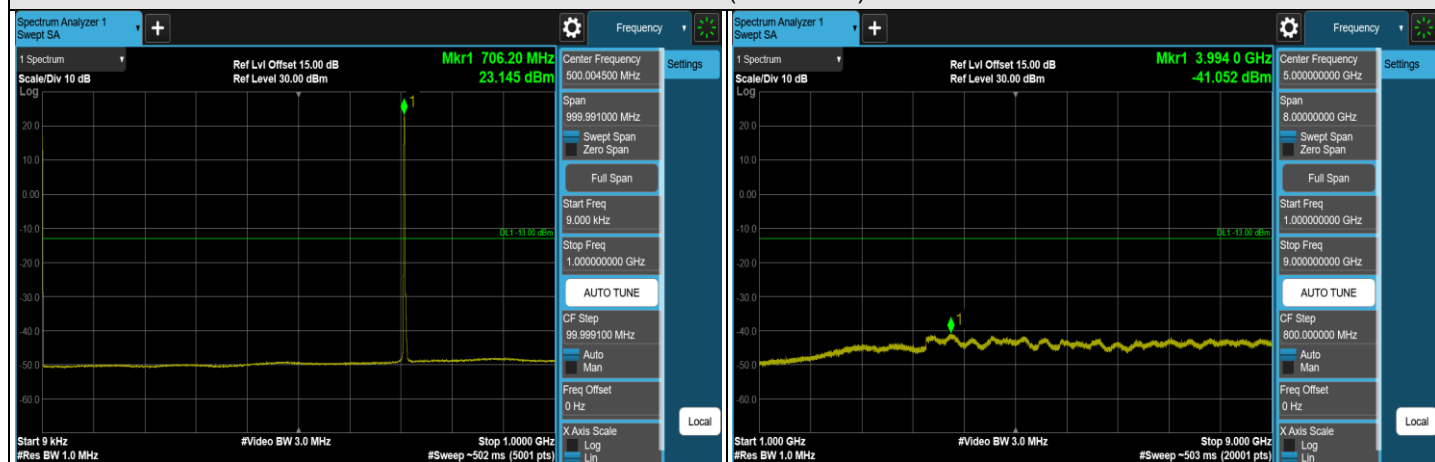 Spectrum Analyzer 1
Swept SA
+
Frequency
1 Spectrum
Scale/Div 10 dB
Log
Ref Lvl Offset 15.00 dB
Ref Level 30.00 dBm
Mkr1 706.20 MHz
23.145 dBm
1
20.0
10.0
0.00
-10.0
DL1 -13.00 dBm
-20.0
-30.0
-40.0
-50.0
-60.0
Start 9 kHz
#Res BW 1.0 MHz
#Video BW 3.0 MHz
Stop 1.0000 GHz
#Sweep ~502 ms (5001 pts)
Center Frequency
500.004500 MHz
Span
999.991000 MHz
Swept Span
Zero Span
Full Span
Start Freq
9.000 kHz
Stop Freq
1.000000000 GHz
AUTO TUNE
CF Step
99.999100 MHz
Auto
Man
Freq Offset
0 Hz
X Axis Scale
Log
Lin
Settings
Local
Spectrum Analyzer 1
Swept SA
+
Frequency
1 Spectrum
Scale/Div 10 dB
Log
Ref Lvl Offset 15.00 dB
Ref Level 30.00 dBm
Mkr1 3.994 0 GHz
-41.052 dBm
20.0
10.0
0.00
-10.0
DL1 -13.00 dBm
-20.0
-30.0
1
-40.0
-50.0
-60.0
Start 1.000 GHz
#Res BW 1.0 MHz
#Video BW 3.0 MHz
Stop 9.000 GHz
#Sweep ~503 ms (20001 pts)
Center Frequency
5.000000000 GHz
Span
8.00000000 GHz
Swept Span
Zero Span
Full Span
Start Freq
1.000000000 GHz
Stop Freq
9.000000000 GHz
AUTO TUNE
CF Step
800.000000 MHz
Auto
Man
Freq Offset
0 Hz
X Axis Scale
Log
Lin
Settings
Local